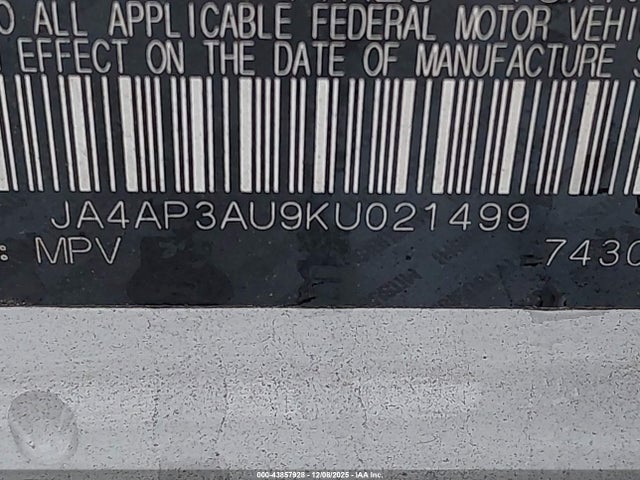 O ALL APPLICABLE FEDERAL MOTOR VEHI
EFFECT ON THE DATE OF MANUFACTURE S
JA4AP3AU9KU021499
: MPV 7430
000-43857928 - 12/08/2025 - IAA Inc.